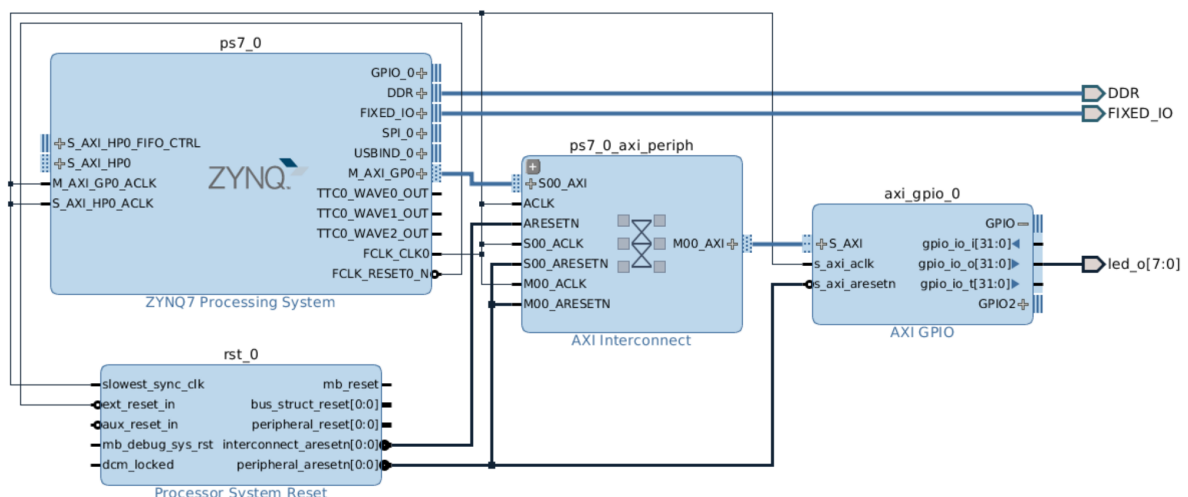 ps7_0
GPIO_0
DDR
FIXED_IO
SPI_0
USBIND_0
M_AXI_GP0
TTC0_WAVE0_OUT
TTC0_WAVE1_OUT
TTC0_WAVE2_OUT
FCLK_CLK0
FCLK_RESET0_N
S_AXI_HP0_FIFO_CTRL
S_AXI_HP0
M_AXI_GP0_ACLK
S_AXI_HP0_ACLK
ZYNQ
ZYNQ7 Processing System
ps7_0_axi_periph
S00_AXI
ACLK
ARESETN
S00_ACLK
S00_ARESETN
M00_ACLK
M00_ARESETN
M00_AXI
AXI Interconnect
axi_gpio_0
S_AXI
s_axi_aclk
s_axi_aresetn
GPIO
gpio_io_i[31:0]
gpio_io_o[31:0]
gpio_io_t[31:0]
GPIO2
AXI GPIO
DDR
FIXED_IO
led_o[7:0]
rst_0
slowest_sync_clk
ext_reset_in
aux_reset_in
mb_debug_sys_rst
dcm_locked
mb_reset
bus_struct_reset[0:0]
peripheral_reset[0:0]
interconnect_aresetn[0:0]
peripheral_aresetn[0:0]
Processor System Reset